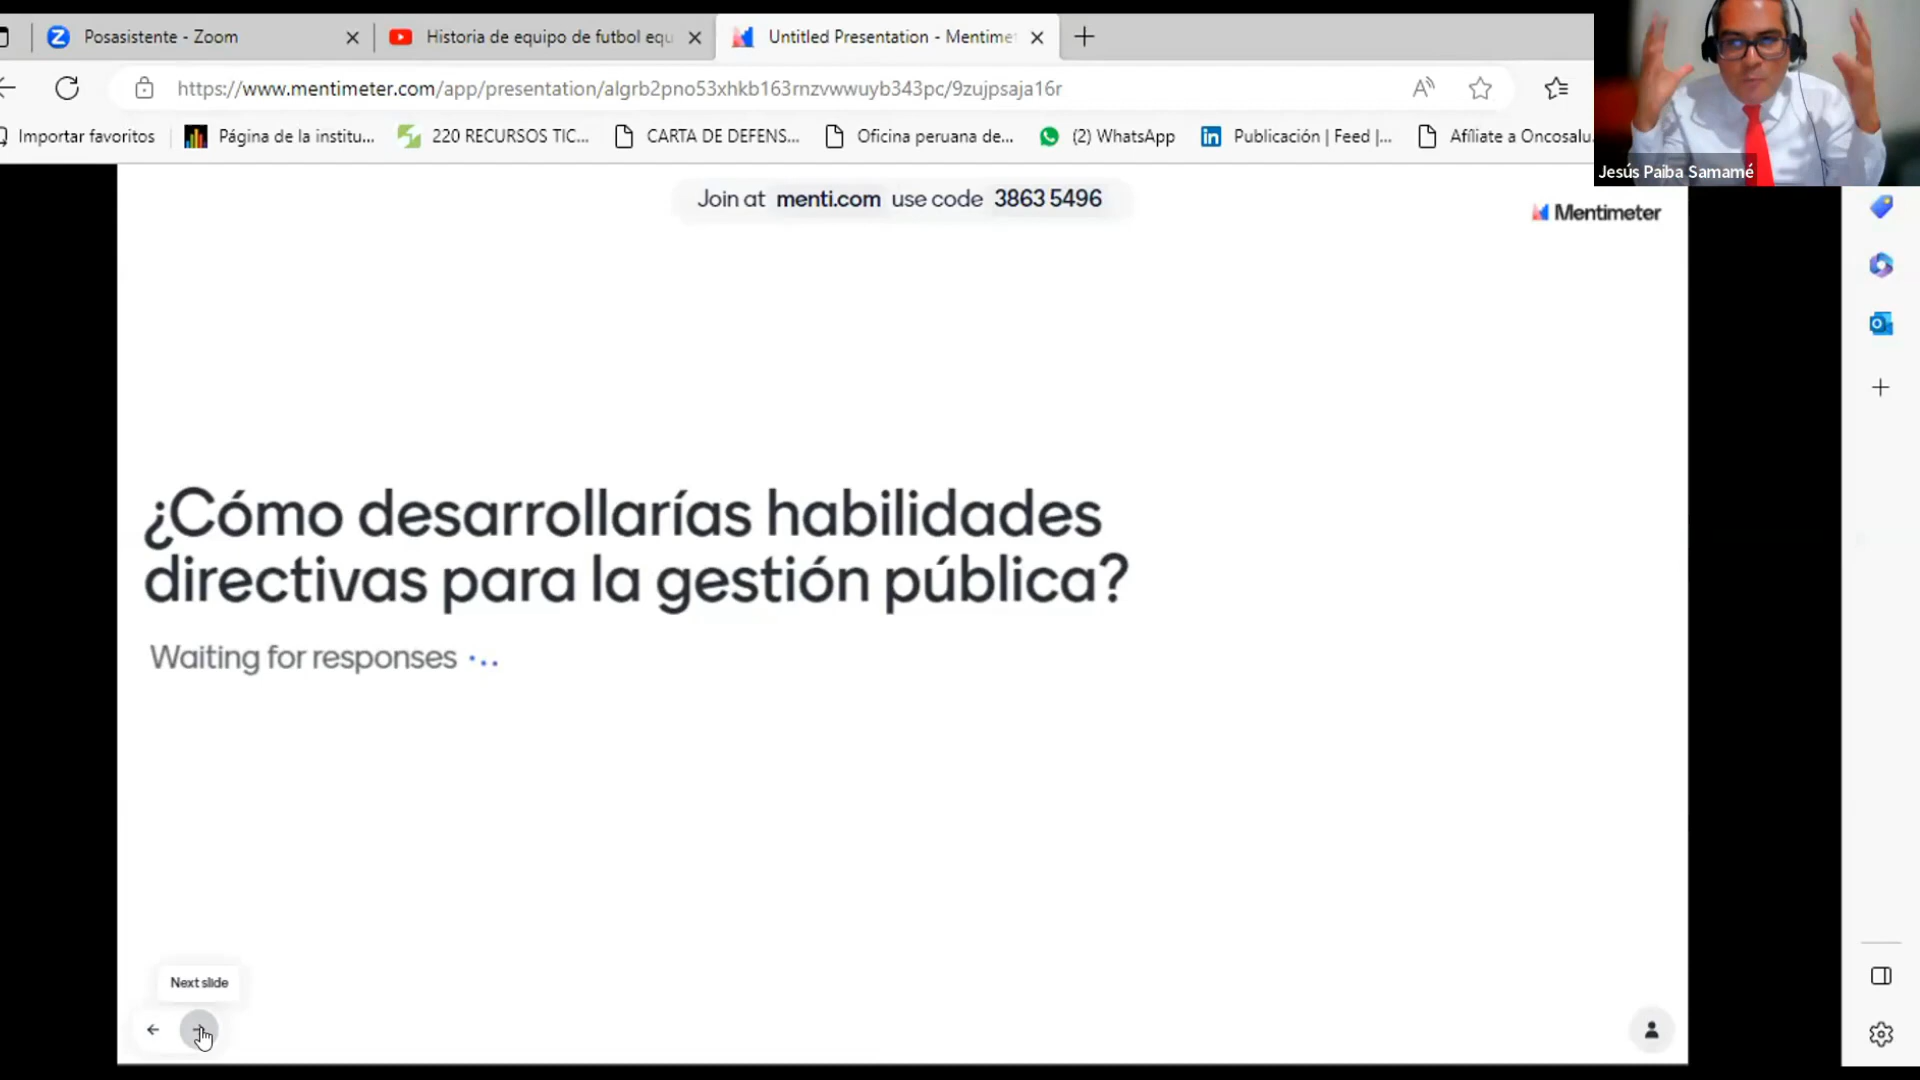 Posasistente - Zoom
Historia de equipo de futbol equ
Untitled Presentation - Mentime
https://www.mentimeter.com/app/presentation/algrb2pno53xhkb163rnzvwwuyb343pc/9zujpsaja16r
Importar favoritos
Página de la institu...
220 RECURSOS TIC...
CARTA DE DEFENS...
Oficina peruana de...
(2) WhatsApp
Publicación | Feed |...
Afíliate a Oncosalu
Jesús Paiba Samamé
Join at menti.com use code 3863 5496
Mentimeter
¿Cómo desarrollarías habilidades
directivas para la gestión pública?
Waiting for responses
Next slide